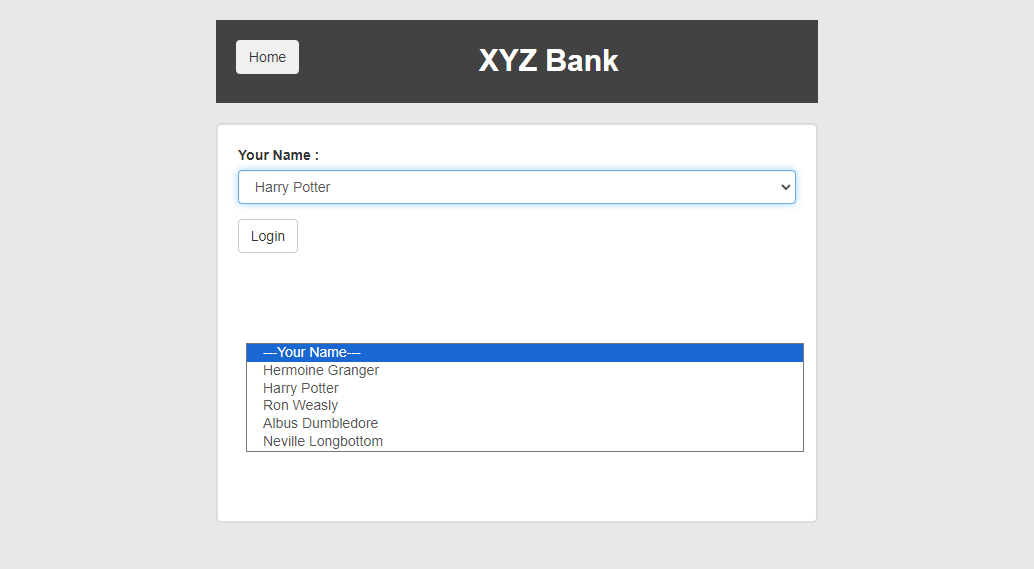 Home
XYZ Bank
Your Name :
Harry Potter
Login
---Your Name---
Hermoine Granger
Harry Potter
Ron Weasly
Albus Dumbledore
Neville Longbottom